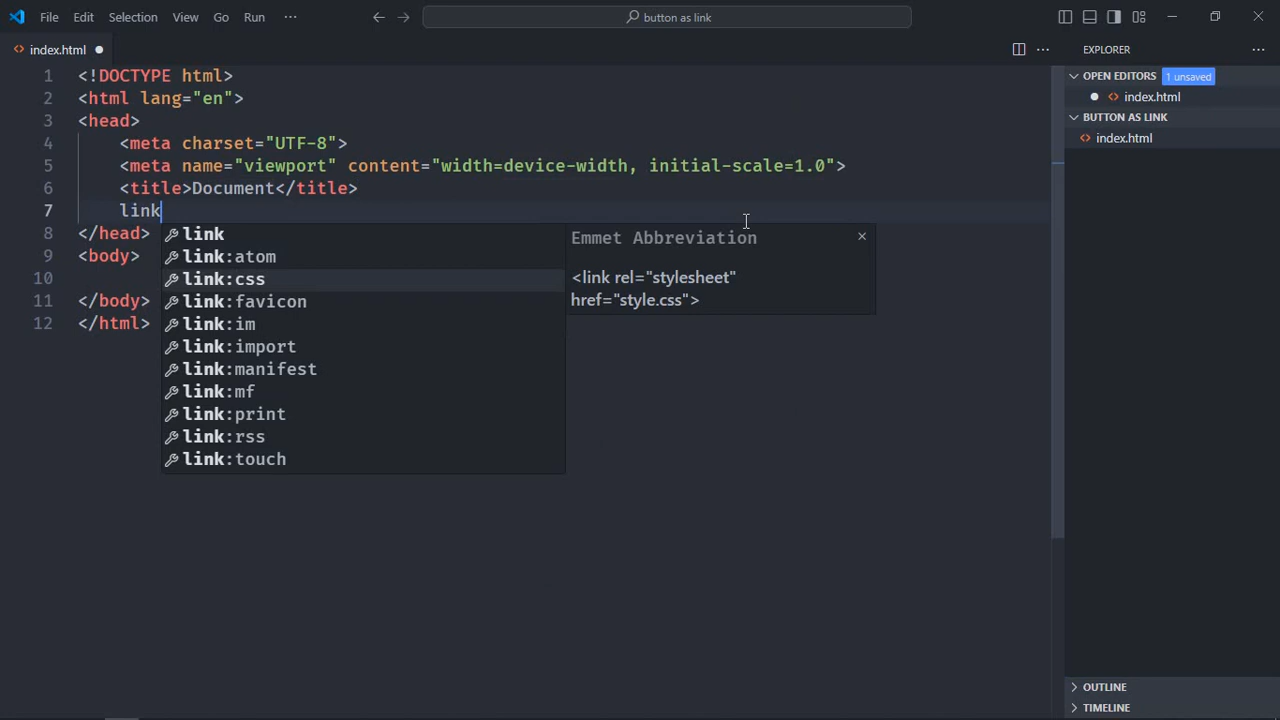 File Edit Selection View Go Run ···
button as link
index.html
EXPLORER
OPEN EDITORS 1 unsaved
index.html
BUTTON AS LINK
index.html
1 <!DOCTYPE html>
2 <html lang="en">
3 <head>
4 <meta charset="UTF-8">
5 <meta name="viewport" content="width=device-width, initial-scale=1.0">
6 <title>Document</title>
7 link
8 </head>
9 <body>
10
11 </body>
12 </html>
link
link:atom
link:css
link:favicon
link:im
link:import
link:manifest
link:mf
link:print
link:rss
link:touch
Emmet Abbreviation
<link rel="stylesheet"
href="style.css">
OUTLINE
TIMELINE